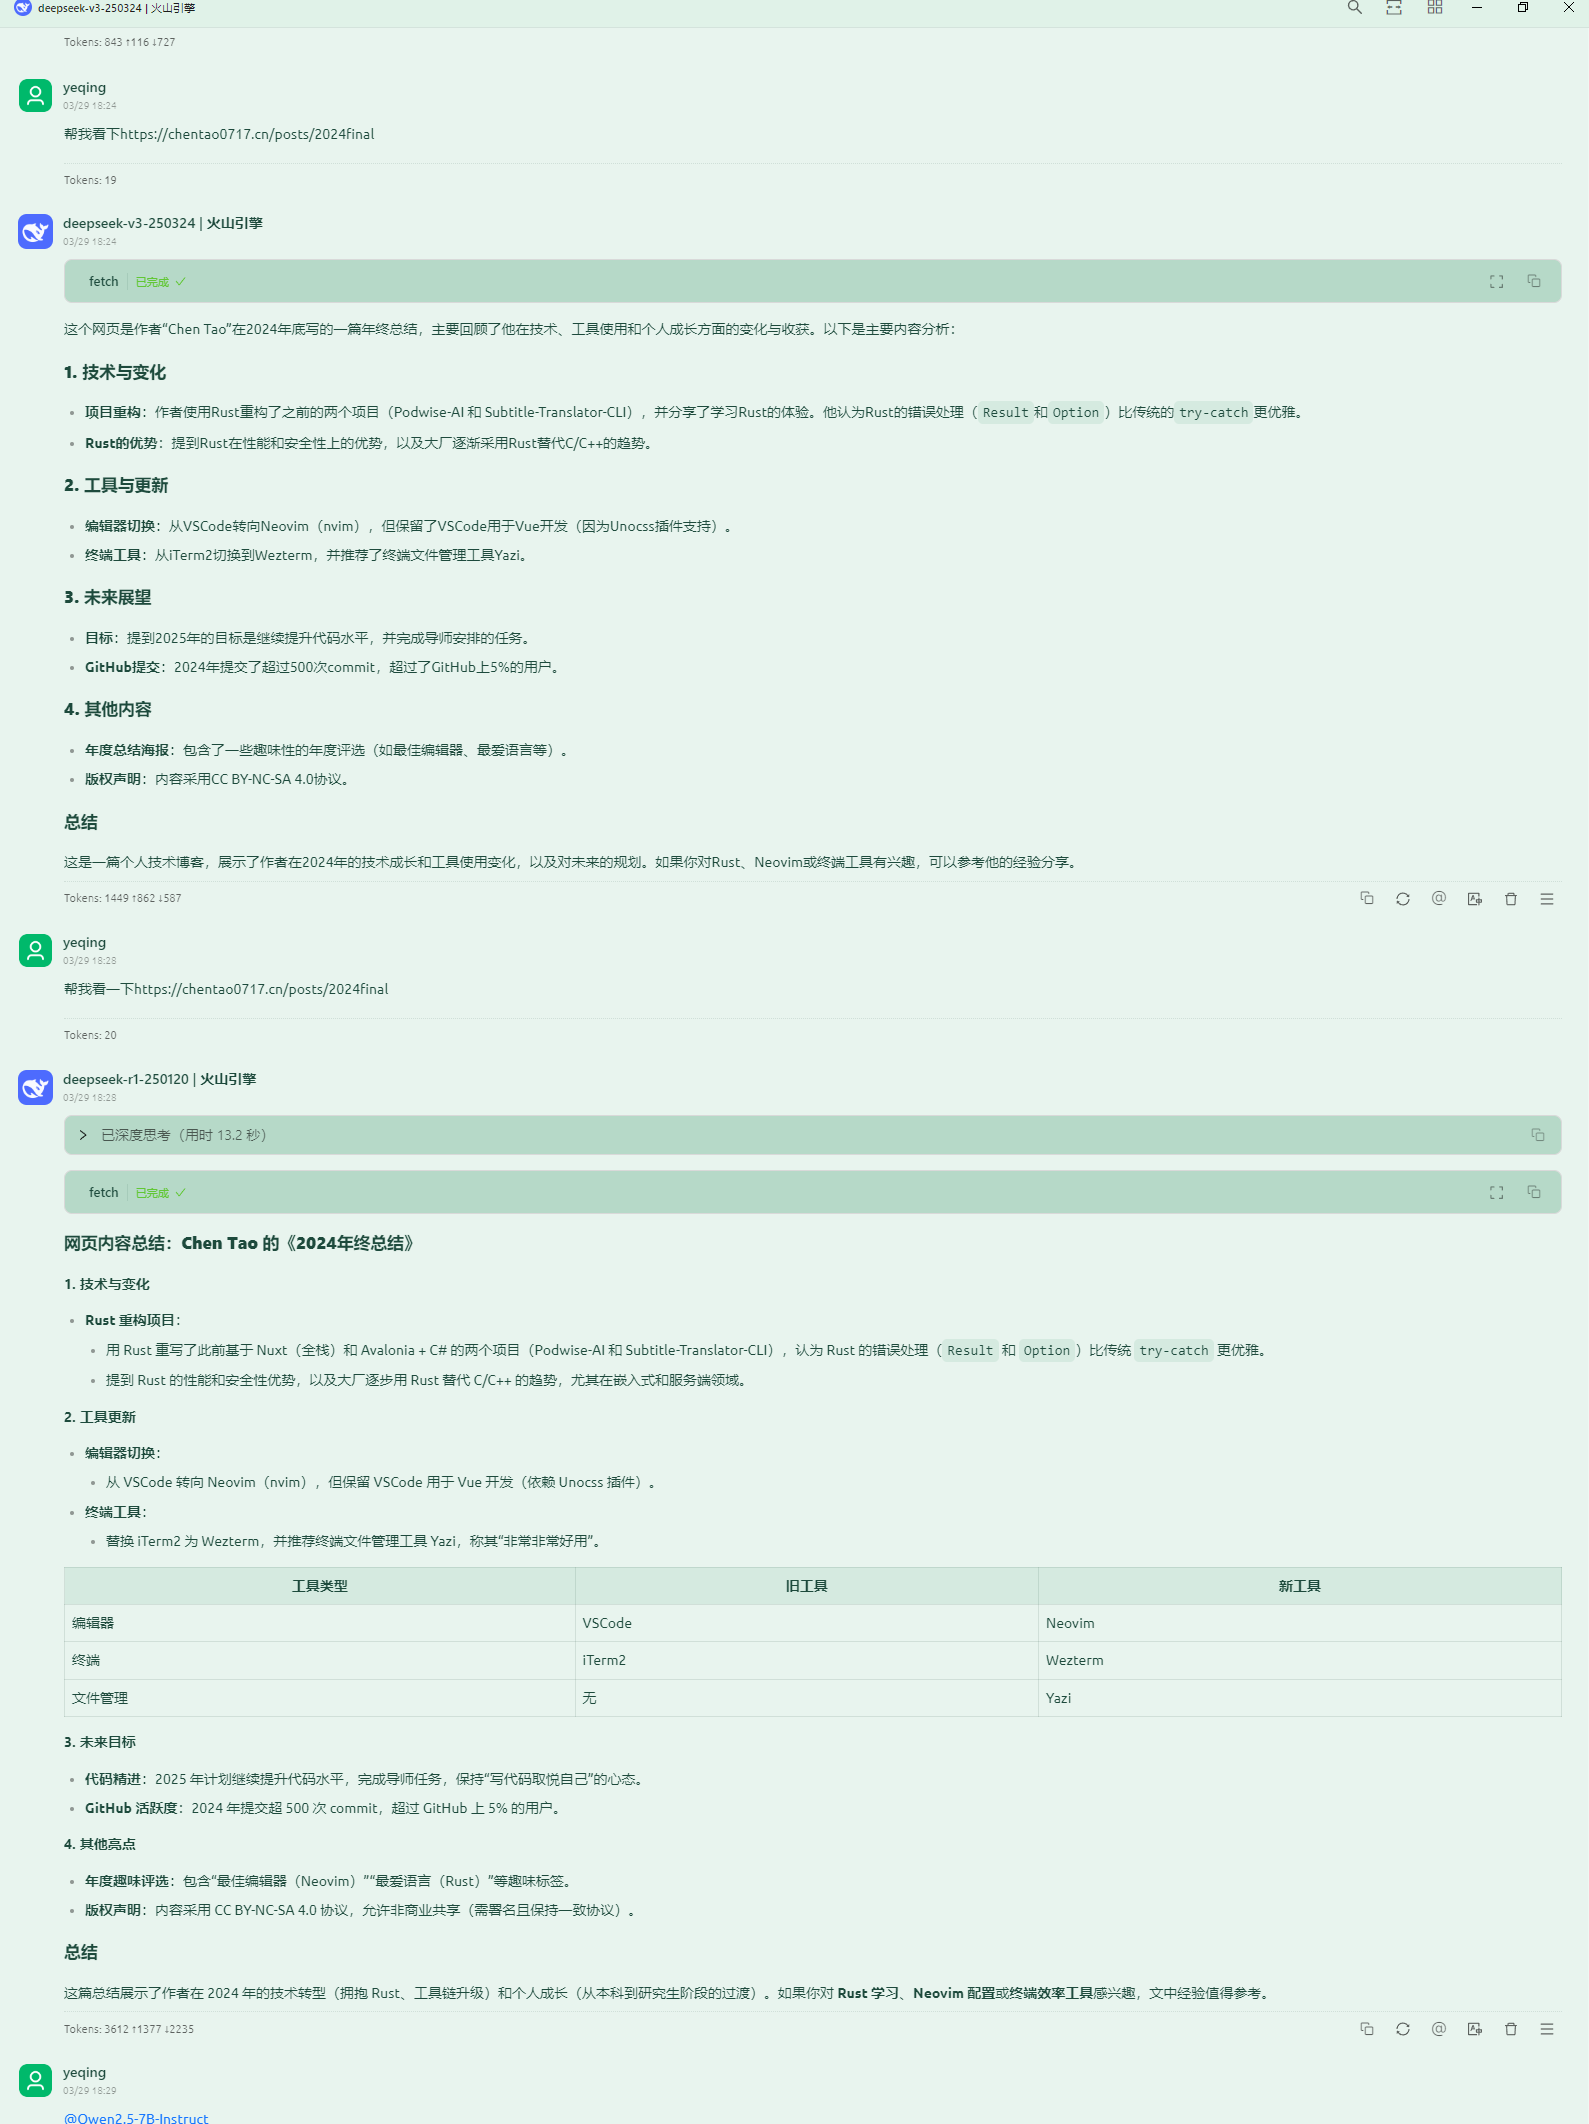 deepseek-v3-250324 | 火山引擎
Tokens: 843 ↑116 ↓727
yeqing
03/29 18:24
帮我看下https://chentao0717.cn/posts/2024final
Tokens: 19
deepseek-v3-250324 | 火山引擎
03/29 18:24
fetch 已完成 ✓
这个网页是作者“Chen Tao”在2024年底写的一篇年终总结，主要回顾了他在技术、工具使用和个人成长方面的变化与收获。以下是主要内容分析：
1. 技术与变化
• 项目重构：作者使用Rust重构了之前的两个项目（Podwise-AI 和 Subtitle-Translator-CLI），并分享了学习Rust的体验。他认为Rust的错误处理（Result和Option）比传统的try-catch更优雅。
• Rust的优势：提到Rust在性能和安全性上的优势，以及大厂逐渐采用Rust替代C/C++的趋势。
2. 工具与更新
• 编辑器切换：从VSCode转向Neovim（nvim），但保留了VSCode用于Vue开发（因为Unocss插件支持）。
• 终端工具：从iTerm2切换到Wezterm，并推荐了终端文件管理工具Yazi。
3. 未来展望
• 目标：提到2025年的目标是继续提升代码水平，并完成导师安排的任务。
• GitHub提交：2024年提交了超过500次commit，超过了GitHub上5%的用户。
4. 其他内容
• 年度总结海报：包含了一些趣味性的年度评选（如最佳编辑器、最爱语言等）。
• 版权声明：内容采用CC BY-NC-SA 4.0协议。
总结
这是一篇个人技术博客，展示了作者在2024年的技术成长和工具使用变化，以及对未来的规划。如果你对Rust、Neovim或终端工具有兴趣，可以参考他的经验分享。
Tokens: 1449 ↑862 ↓587
yeqing
03/29 18:28
帮我看一下https://chentao0717.cn/posts/2024final
Tokens: 20
deepseek-r1-250120 | 火山引擎
03/29 18:28
已深度思考（用时 13.2 秒）
fetch 已完成 ✓
网页内容总结：Chen Tao 的《2024年终总结》
1. 技术与变化
• Rust 重构项目：
• 用 Rust 重写了此前基于 Nuxt（全栈）和 Avalonia + C# 的两个项目（Podwise-AI 和 Subtitle-Translator-CLI），认为 Rust 的错误处理（Result 和 Option）比传统 try-catch 更优雅。
• 提到 Rust 的性能和安全性优势，以及大厂逐步用 Rust 替代 C/C++ 的趋势，尤其在嵌入式和服务端领域。
2. 工具更新
• 编辑器切换：
• 从 VSCode 转向 Neovim（nvim），但保留 VSCode 用于 Vue 开发（依赖 Unocss 插件）。
• 终端工具：
• 替换 iTerm2 为 Wezterm，并推荐终端文件管理工具 Yazi，称其“非常非常好用”。
工具类型 旧工具 新工具
编辑器 VSCode Neovim
终端 iTerm2 Wezterm
文件管理 无 Yazi
3. 未来目标
• 代码精进：2025 年计划继续提升代码水平，完成导师任务，保持“写代码取悦自己”的心态。
• GitHub 活跃度：2024 年提交超 500 次 commit，超过 GitHub 上 5% 的用户。
4. 其他亮点
• 年度趣味评选：包含“最佳编辑器（Neovim）”“最爱语言（Rust）”等趣味标签。
• 版权声明：内容采用 CC BY-NC-SA 4.0 协议，允许非商业共享（需署名且保持一致协议）。
总结
这篇总结展示了作者在 2024 年的技术转型（拥抱 Rust、工具链升级）和个人成长（从本科到研究生阶段的过渡）。如果你对 Rust 学习、Neovim 配置或终端效率工具感兴趣，文中经验值得参考。
Tokens: 3612 ↑1377 ↓2235
yeqing
03/29 18:29
@Qwen2.5-7B-Instruct